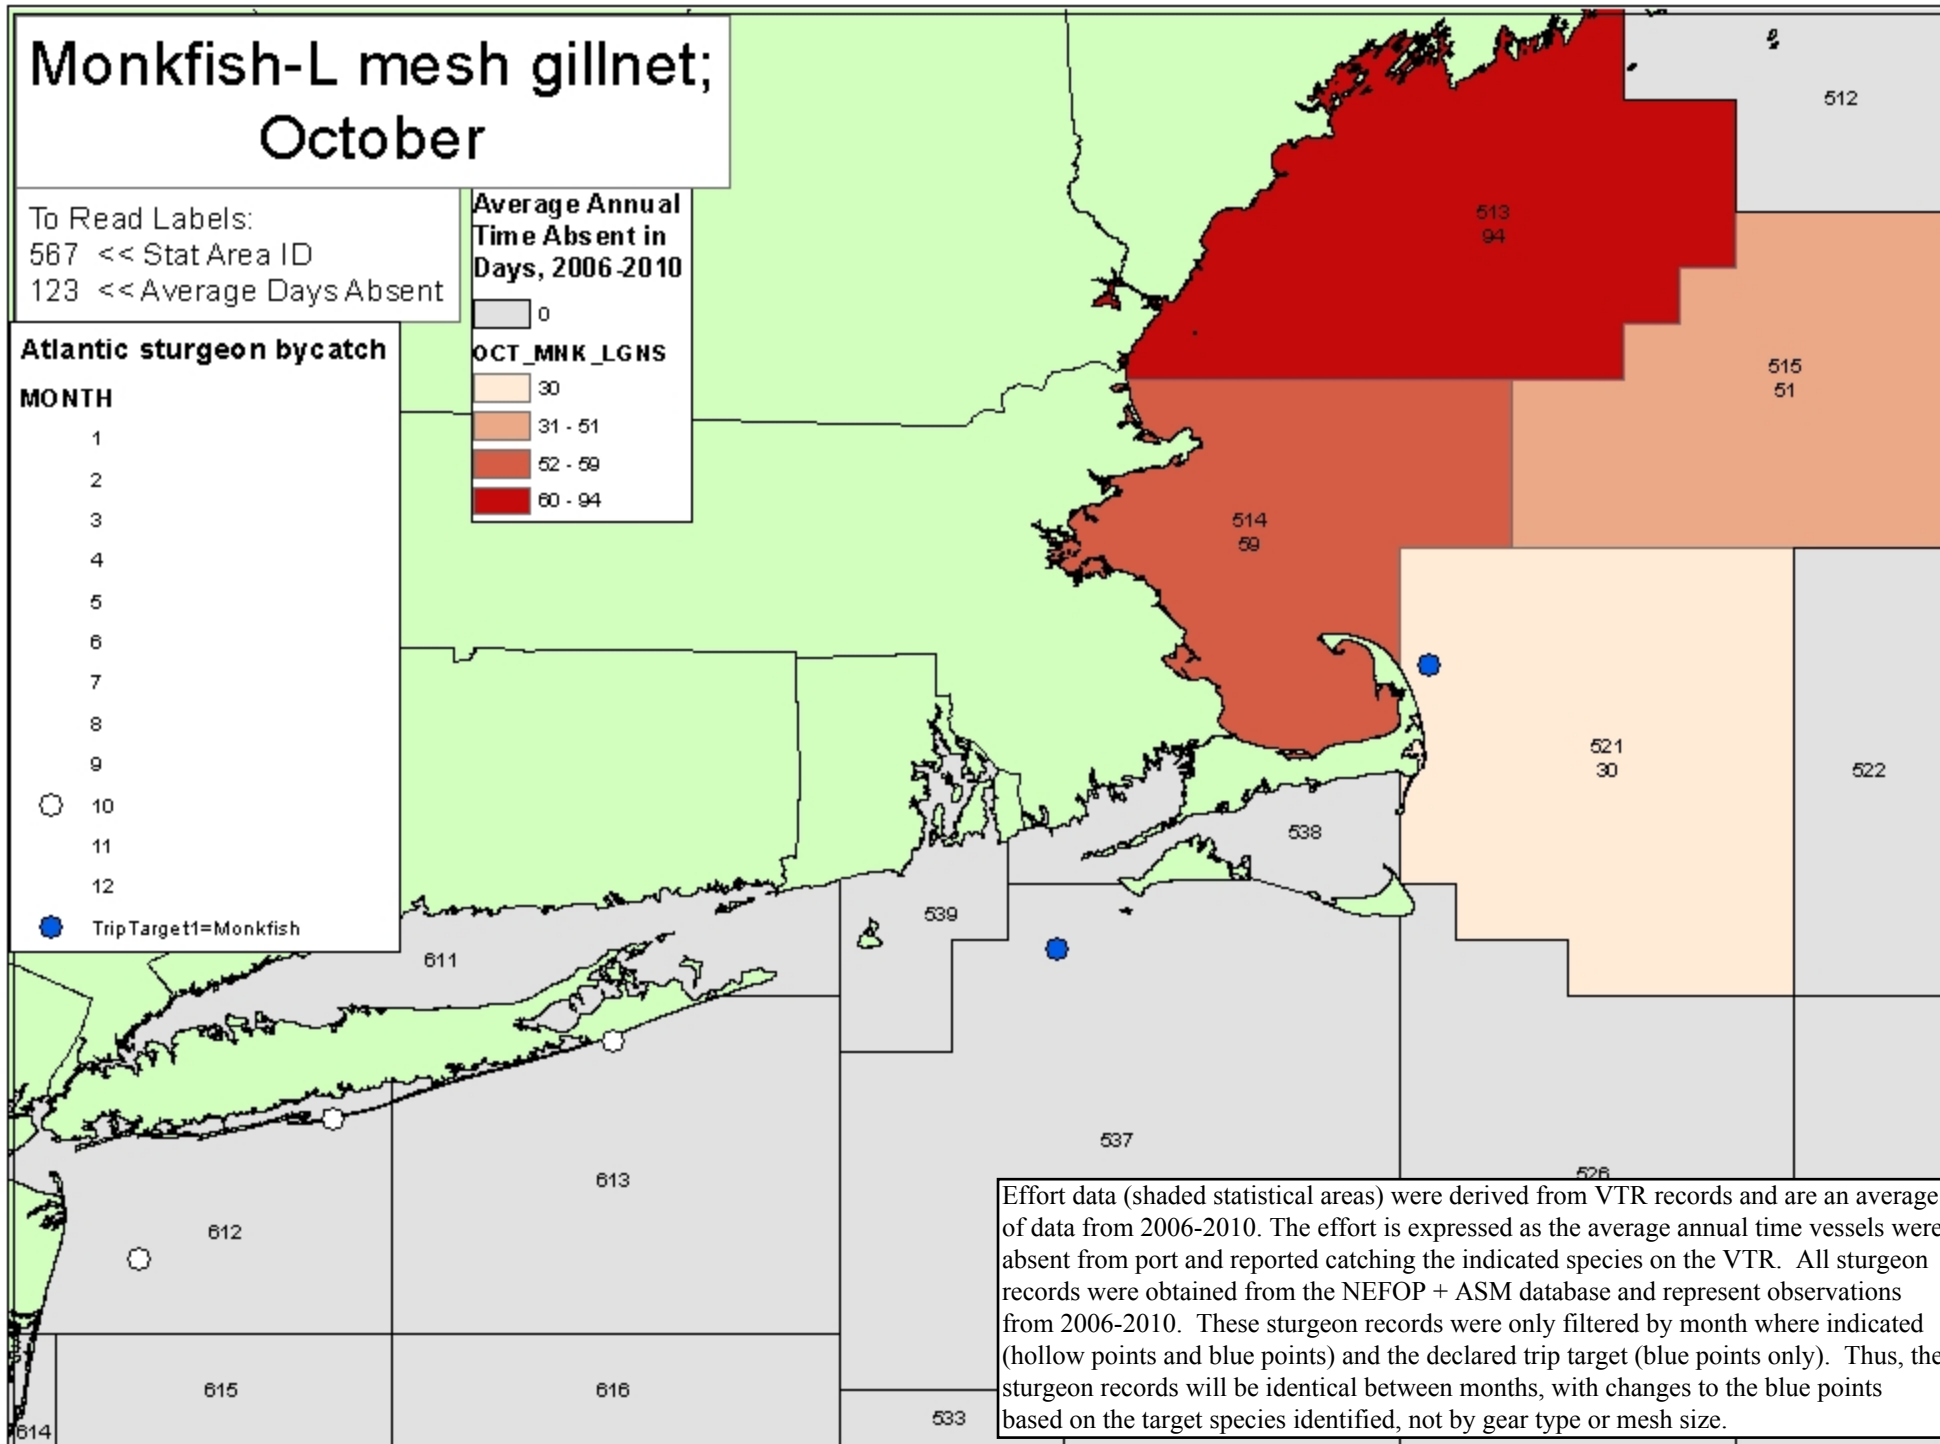 Monkfish-L mesh gillnet;
October
To Read Labels:
567 << Stat Area ID
123 << Average Days Absent
Average Annual
Time Absent in
Days, 2006-2010
0
OCT_MNK_LGNS
30
31 - 51
52 - 59
60 - 94
Atlantic sturgeon bycatch
MONTH
1
2
3
4
5
6
7
8
9
10
11
12
TripTarget1=Monkfish
512
513
94
515
51
514
59
521
30
522
538
539
611
537
526
613
612
615
616
614
533
Effort data (shaded statistical areas) were derived from VTR records and are an average
of data from 2006-2010. The effort is expressed as the average annual time vessels were
absent from port and reported catching the indicated species on the VTR. All sturgeon
records were obtained from the NEFOP + ASM database and represent observations
from 2006-2010. These sturgeon records were only filtered by month where indicated
(hollow points and blue points) and the declared trip target (blue points only). Thus, the
sturgeon records will be identical between months, with changes to the blue points
based on the target species identified, not by gear type or mesh size.